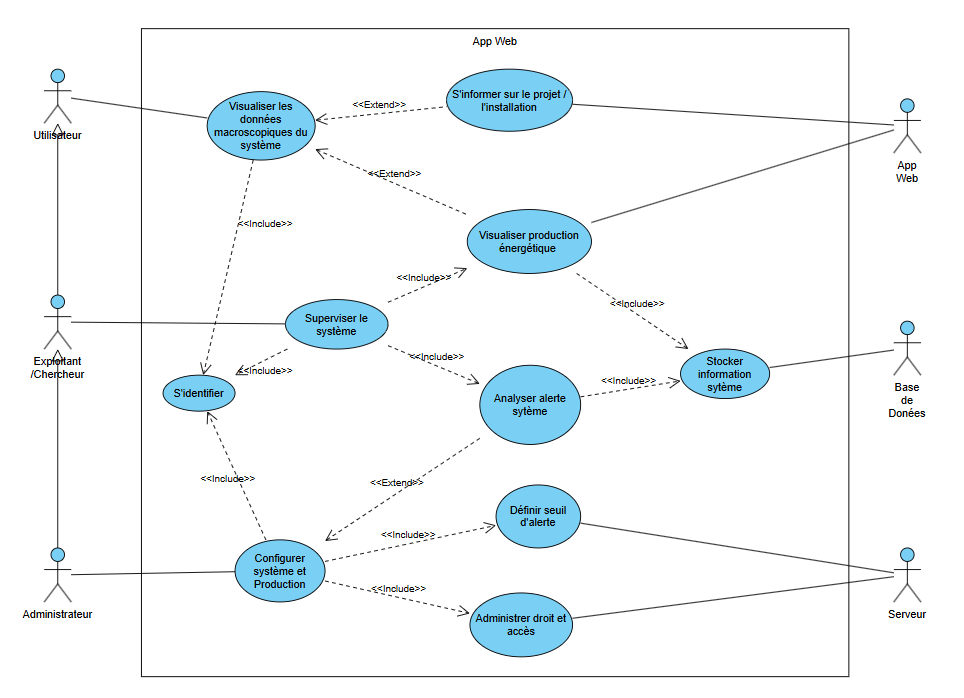 App Web
Utilisateur
Visualiser les
données
macroscopiques du
système
<<Extend>>
S'informer sur le projet /
l'installation
App
Web
<<Extend>>
<<Include>>
Visualiser production
énergétique
<<Include>>
<<Include>>
Exploitant
/Chercheur
Superviser le
système
<<Include>>
<<Include>>
S'identifier
Stocker
information
sytème
<<Include>>
Base
de
Donées
Analyser alerte
sytème
<<Include>>
<<Extend>>
Définir seuil
d'alerte
<<Include>>
Administrateur
Configurer
système et
Production
<<Include>>
Administrer droit et
accès
Serveur